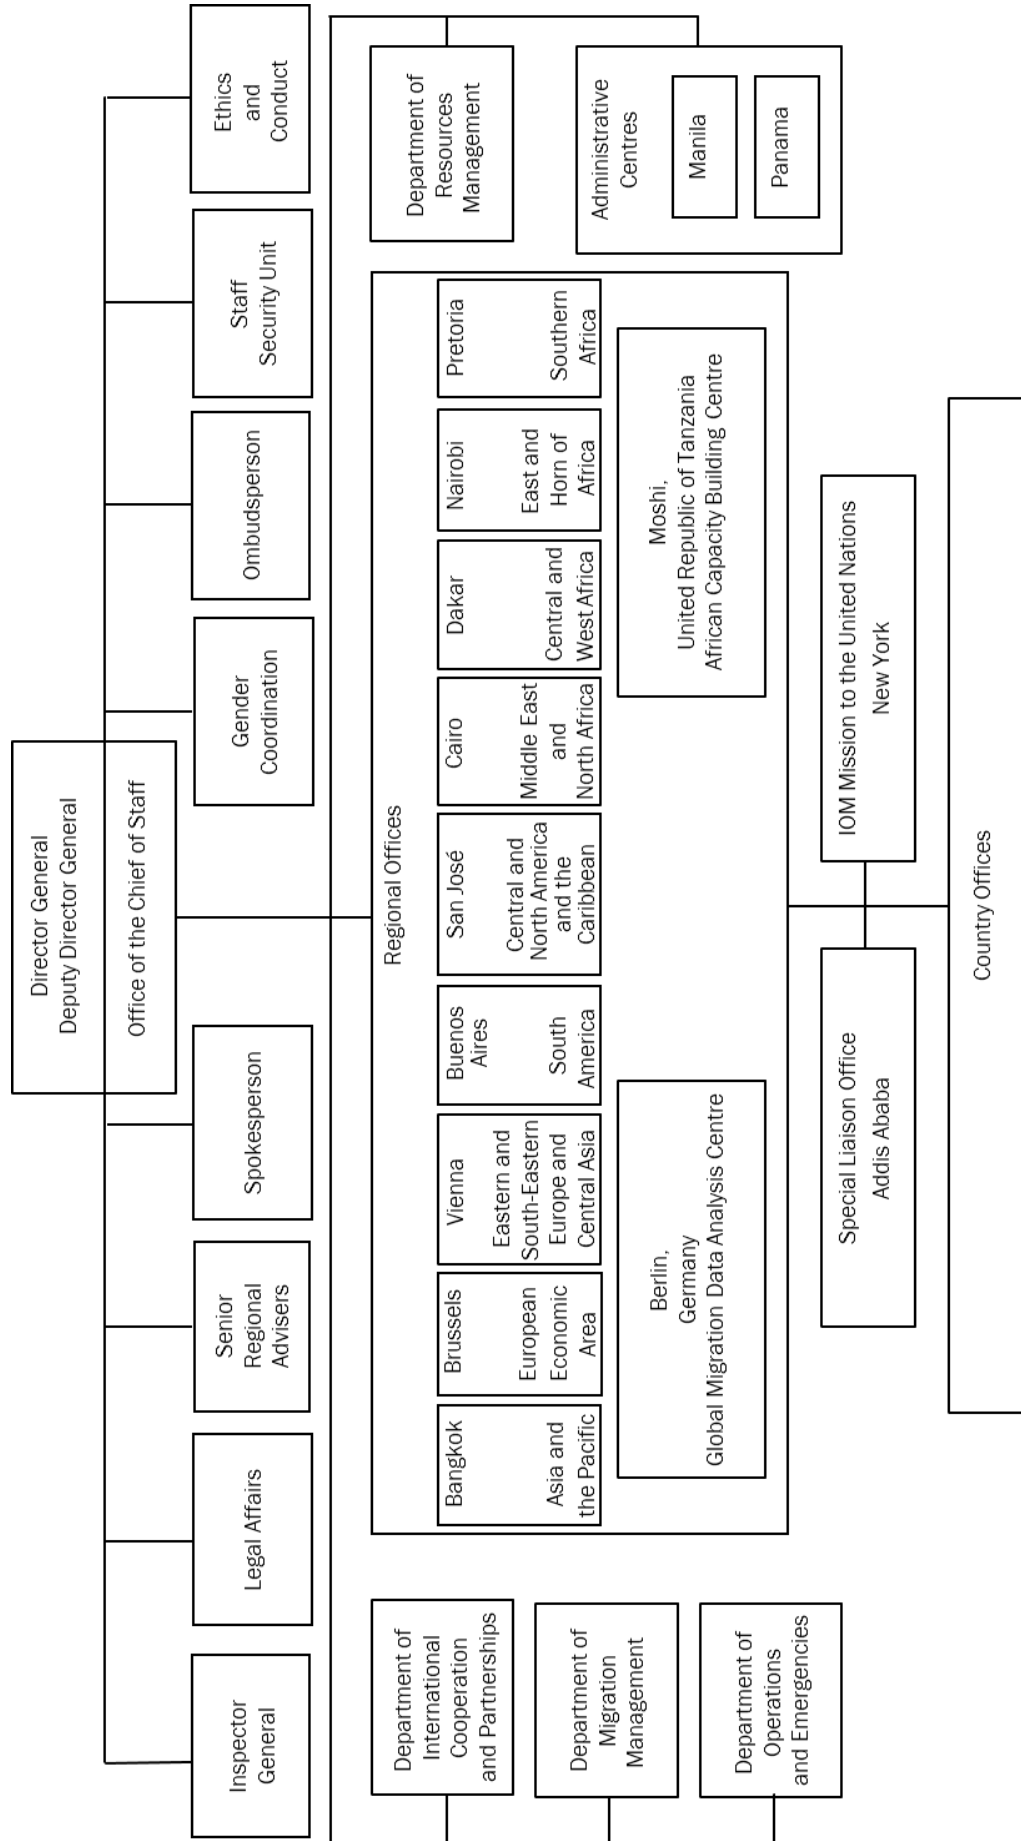 Director General
Deputy Director General
Office of the Chief of Staff
Inspector
General
Legal Affairs
Senior
Regional
Advisers
Spokesperson
Gender
Coordination
Ombudsperson
Staff
Security Unit
Ethics
and
Conduct
Department of
International
Cooperation
and Partnerships
Department of
Migration
Management
Department of
Operations
and Emergencies
Regional Offices
Bangkok
Asia and
the Pacific
Brussels
European
Economic
Area
Vienna
Eastern and
South-Eastern
Europe and
Central Asia
Buenos
Aires
South
America
San José
Central and
North America
and the
Caribbean
Cairo
Middle East
and
North Africa
Dakar
Central and
West Africa
Nairobi
East and
Horn of
Africa
Pretoria
Southern
Africa
Berlin,
Germany
Global Migration Data Analysis Centre
Moshi,
United Republic of Tanzania
African Capacity Building Centre
Department of
Resources
Management
Administrative
Centres
Manila
Panama
Special Liaison Office
Addis Ababa
IOM Mission to the United Nations
New York
Country Offices